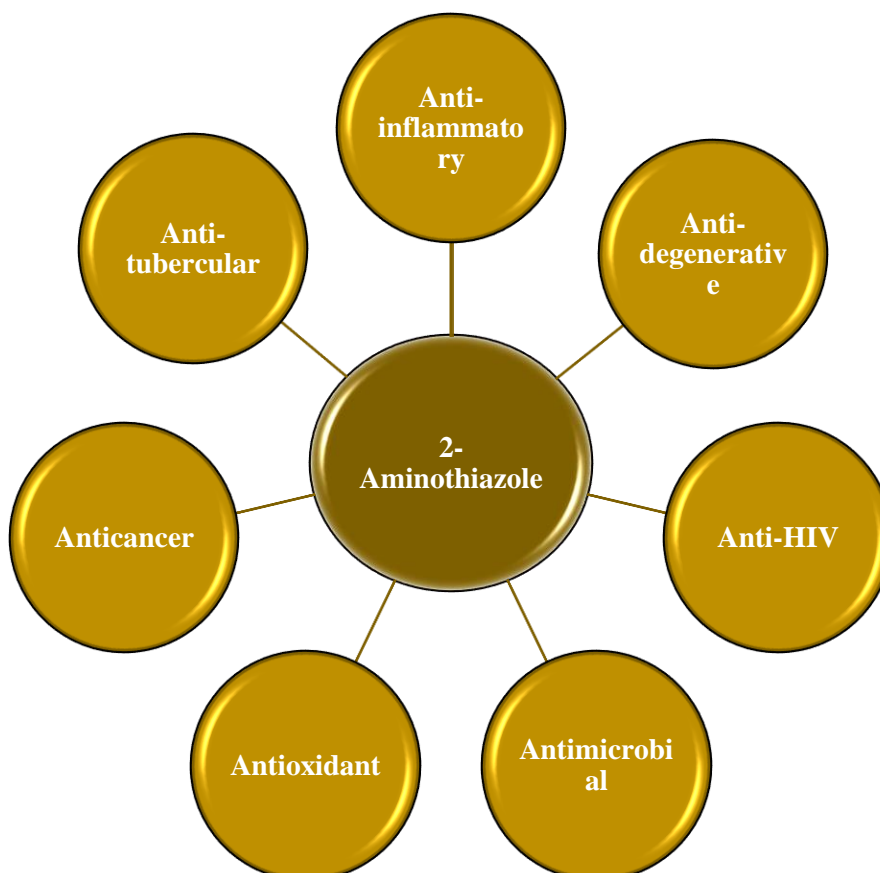 Anti-
inflammato
ry
Anti-
degenerativ
e
Anti-HIV
Antimicrobi
al
Antioxidant
Anticancer
Anti-
tubercular
2-
Aminothiazole